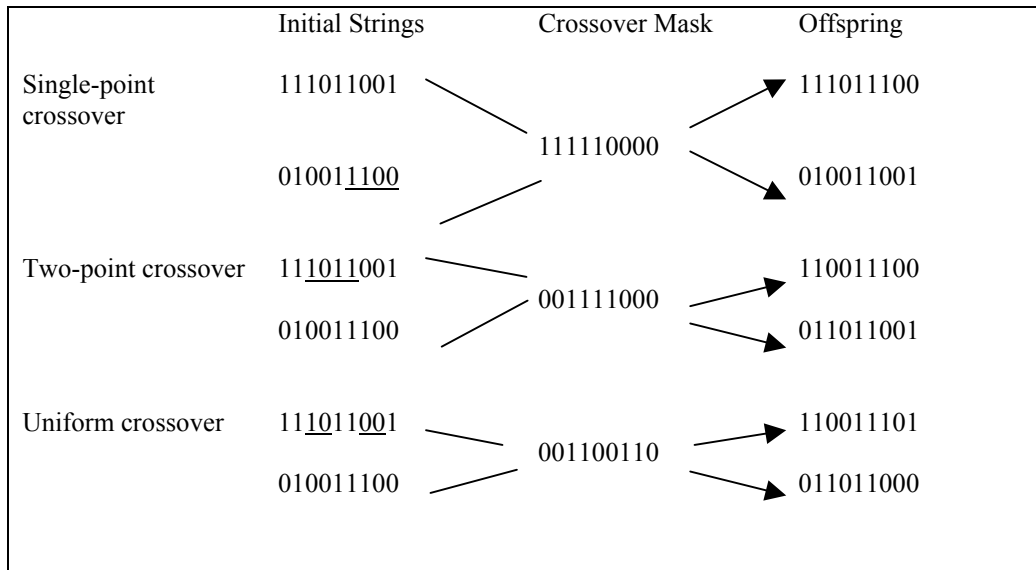 Initial Strings Crossover Mask Offspring
Single-point 111011001 111011100
crossover
111110000
010011100 010011001
Two-point crossover 111011001 110011100
001111000
010011100 011011001
Uniform crossover 111011001 110011101
001100110
010011100 011011000